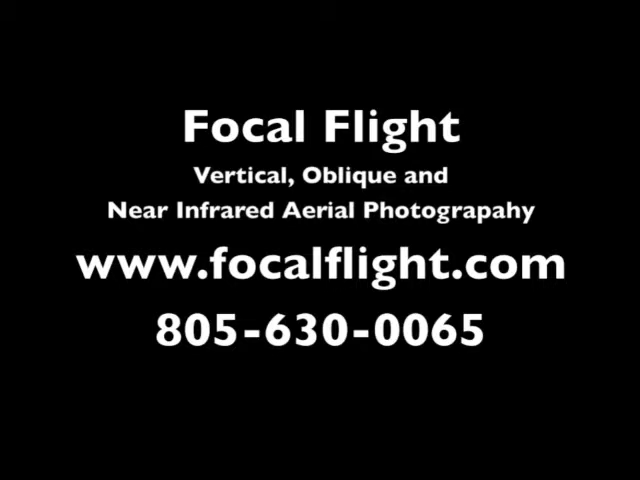 Focal Flight
Vertical, Oblique and
Near Infrared Aerial Photograpahy
www.focalflight.com
805-630-0065